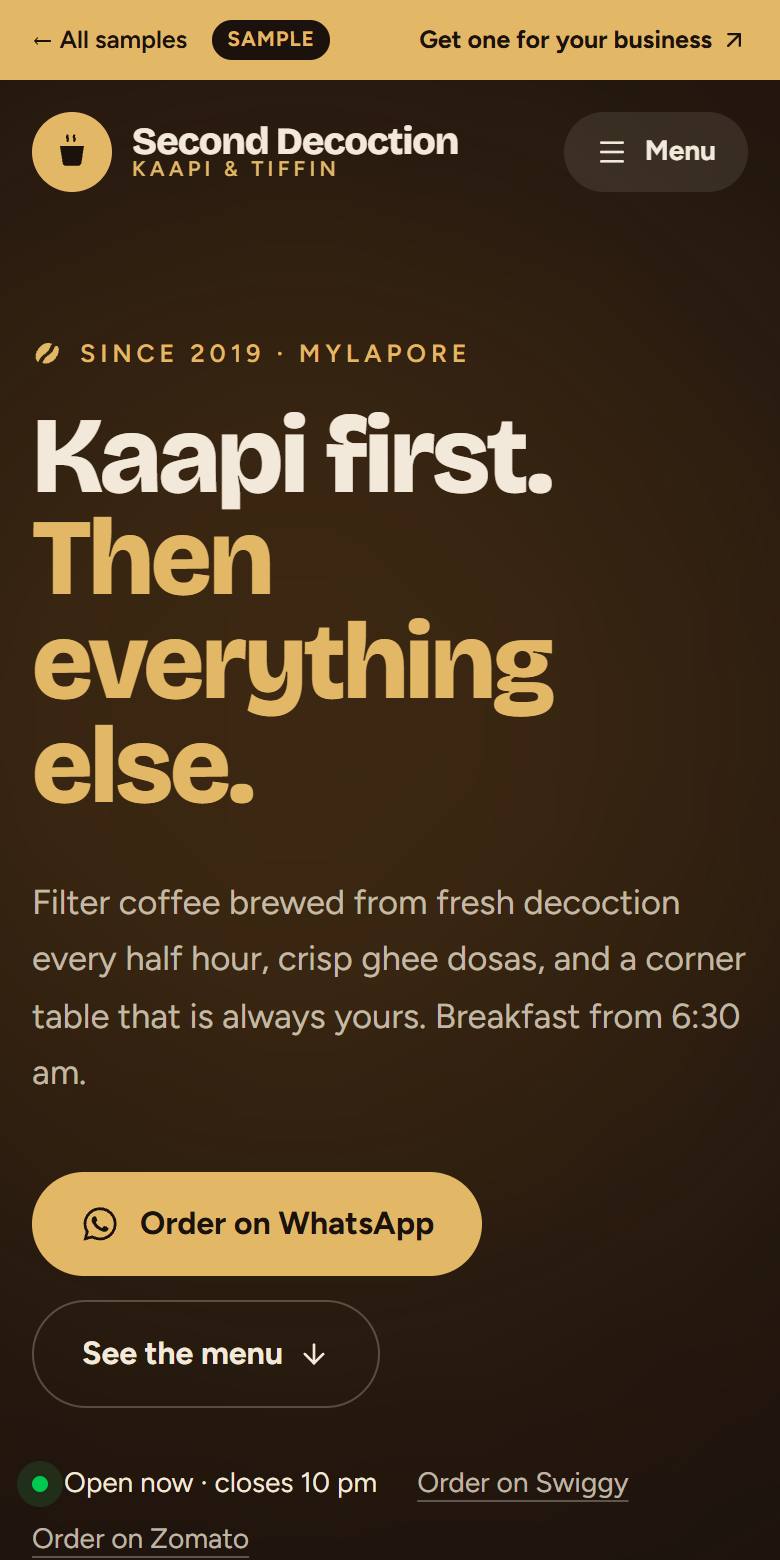 ← All samples SAMPLE Get one for your business ↗
Second Decoction Menu
KAAPI & TIFFIN
SINCE 2019 · MYLAPORE
Kaapi first.
Then
everything
else.
Filter coffee brewed from fresh decoction
every half hour, crisp ghee dosas, and a corner
table that is always yours. Breakfast from 6:30
am.
Order on WhatsApp
See the menu ↓
Open now · closes 10 pm Order on Swiggy
Order on Zomato